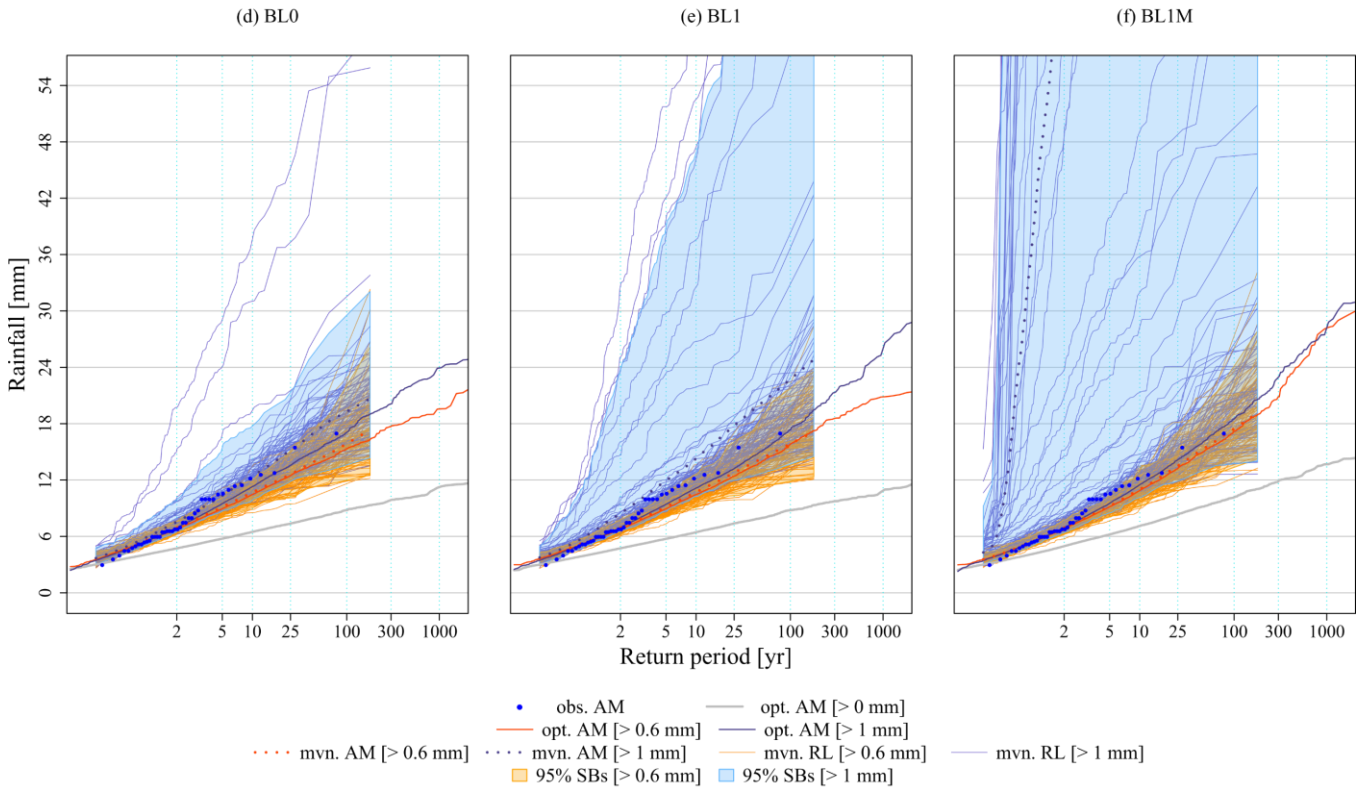 (d) BL0 (e) BL1 (f) BL1M
Rainfall [mm]
54
48
42
36
30
24
18
12
6
0
2 5 10 25 100 300 1000 2 5 10 25 100 300 1000 2 5 10 25 100 300 1000
Return period [yr]
obs. AM opt. AM [> 0 mm]
opt. AM [> 0.6 mm] opt. AM [> 1 mm]
mvn. AM [> 0.6 mm] mvn. AM [> 1 mm] mvn. RL [> 0.6 mm] mvn. RL [> 1 mm]
95% SBs [> 0.6 mm] 95% SBs [> 1 mm]